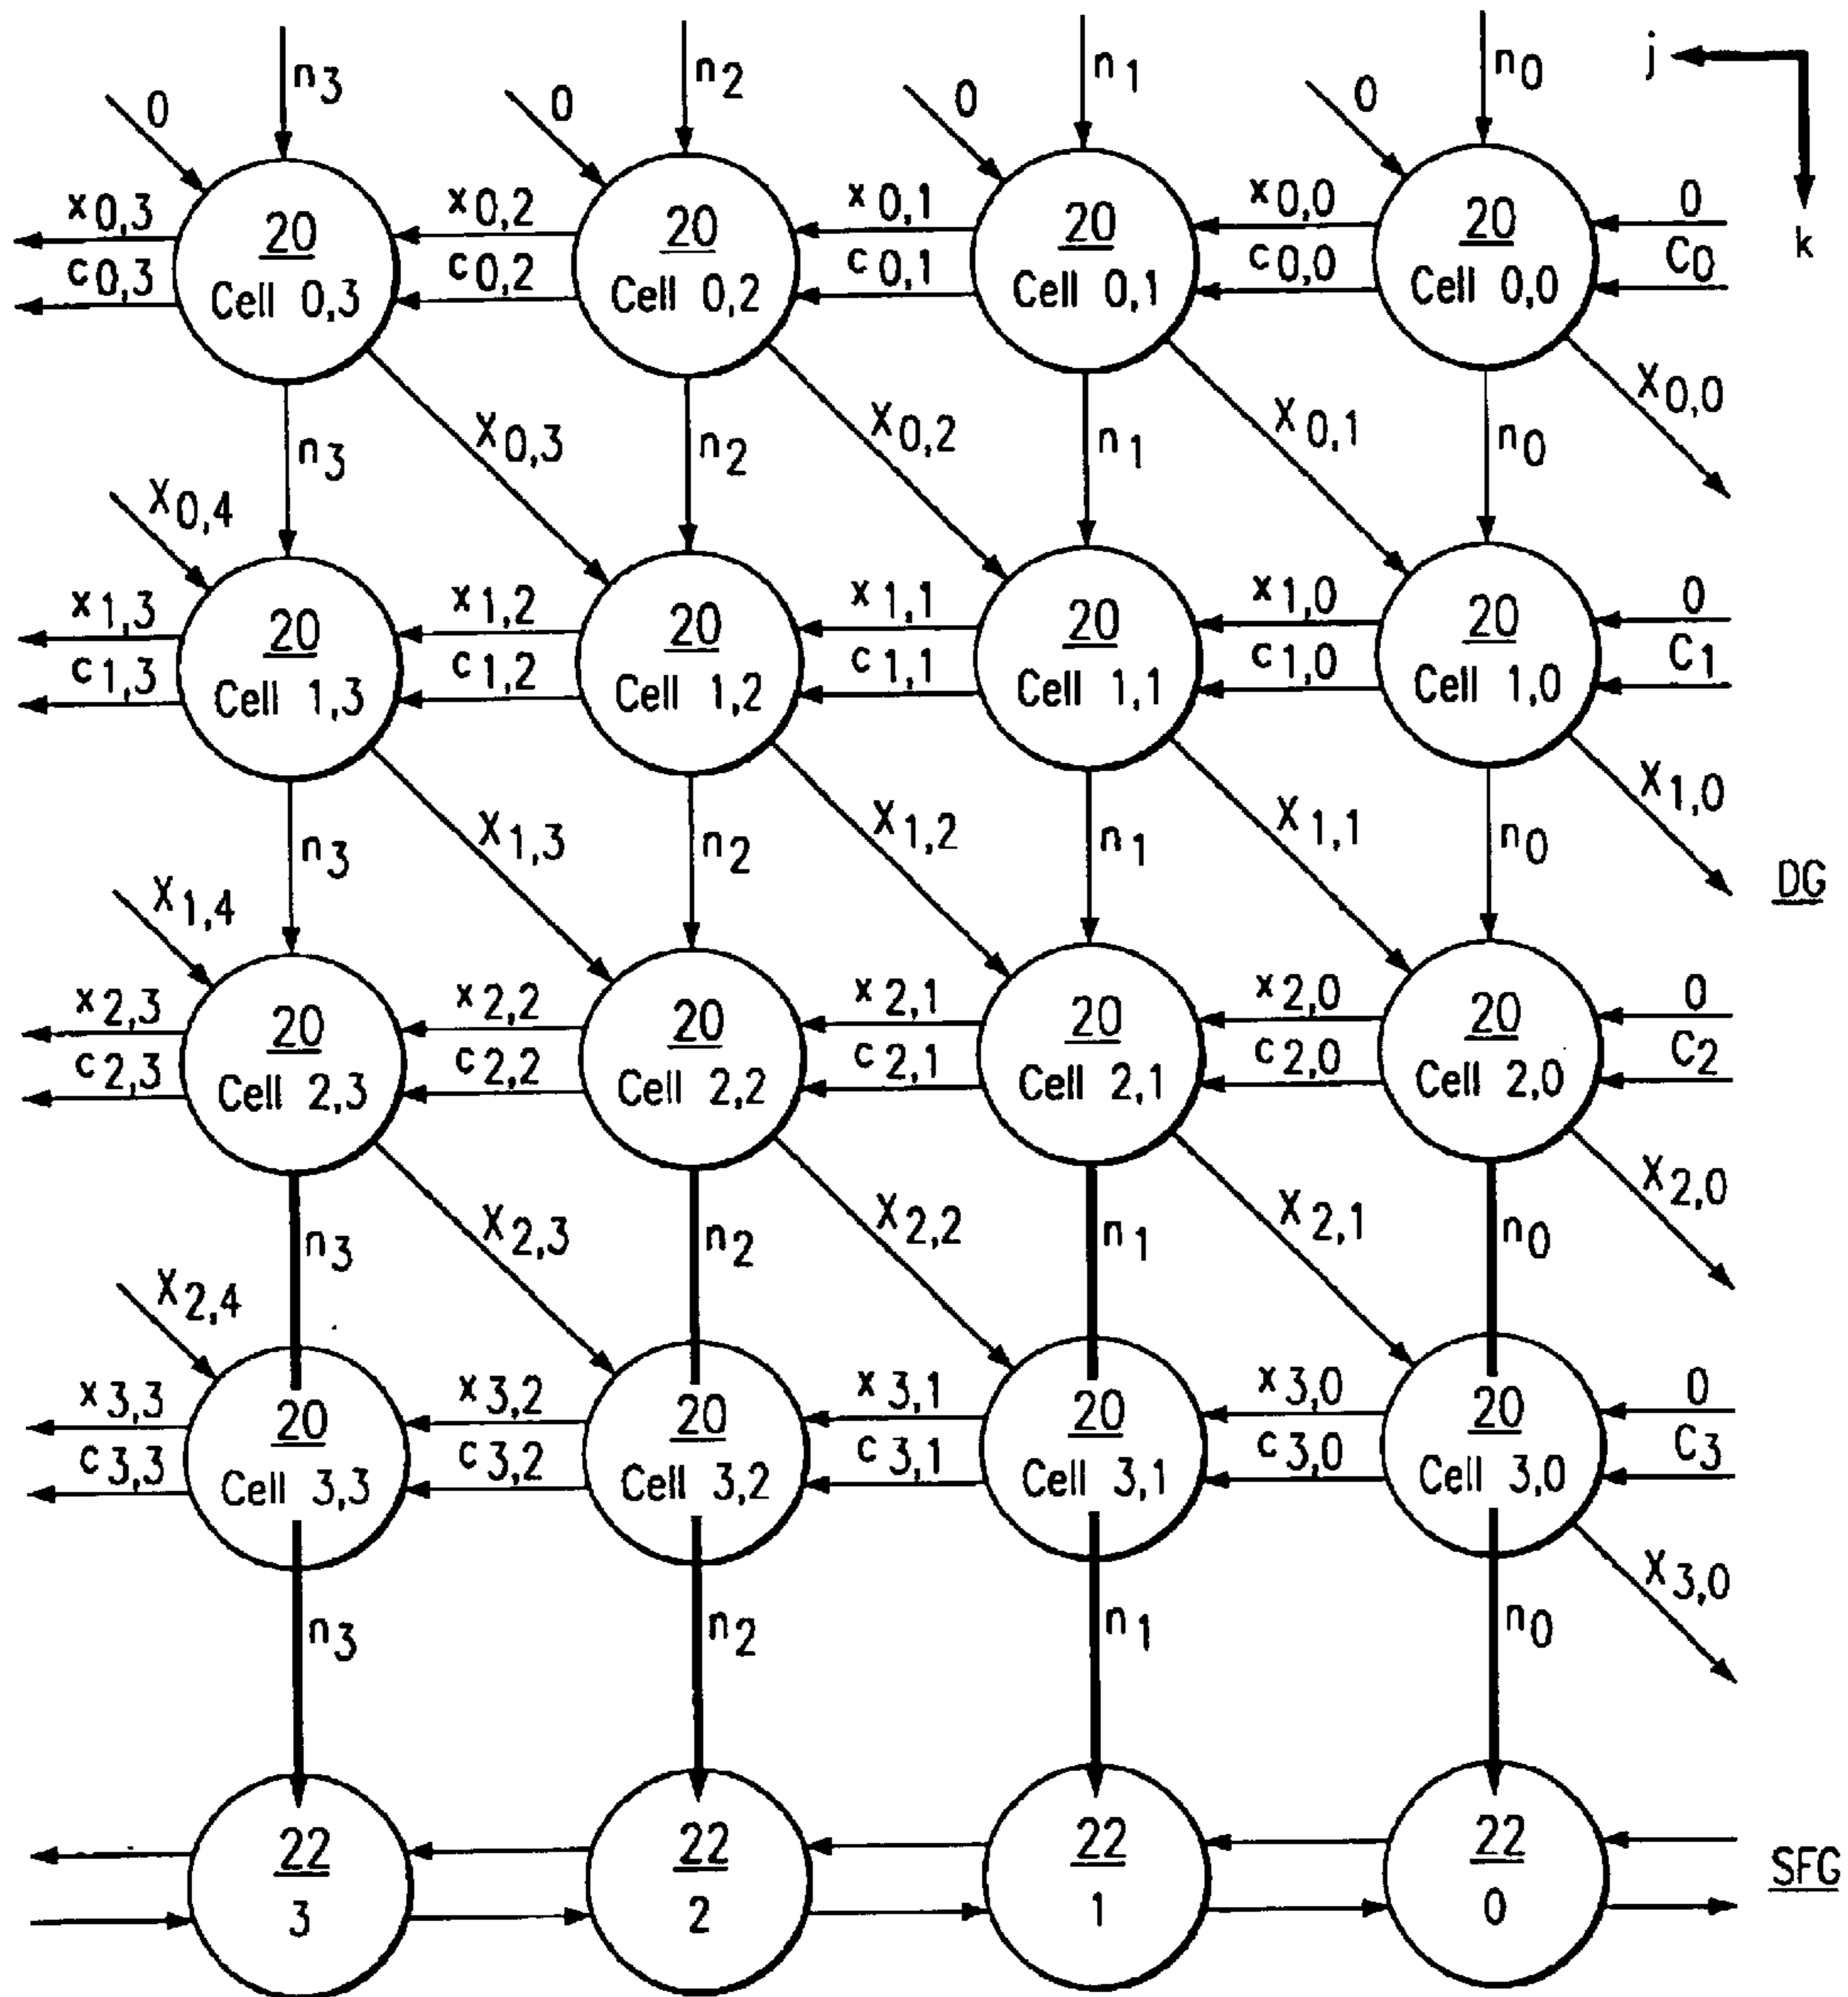 n3 n2 n1 n0 j
0 0 0 0
k
x0,3 x0,2 x0,1 x0,0 0
20 20 20 20
c0,3 c0,2 c0,1 c0,0 C0
Cell 0,3 Cell 0,2 Cell 0,1 Cell 0,0
n3 X0,3 n2 X0,2 n1 X0,1 n0 X0,0
X0,4
x1,3 x1,2 x1,1 x1,0 0
20 20 20 20
c1,3 c1,2 c1,1 c1,0 C1
Cell 1,3 Cell 1,2 Cell 1,1 Cell 1,0
n3 X1,3 n2 X1,2 n1 X1,1 n0 X1,0
DG
X1,4
x2,3 x2,2 x2,1 x2,0 0
20 20 20 20
c2,3 c2,2 c2,1 c2,0 C2
Cell 2,3 Cell 2,2 Cell 2,1 Cell 2,0
n3 X2,3 n2 X2,2 n1 X2,1 n0 X2,0
X2,4
x3,3 x3,2 x3,1 x3,0 0
20 20 20 20
c3,3 c3,2 c3,1 c3,0 C3
Cell 3,3 Cell 3,2 Cell 3,1 Cell 3,0
n3 n2 n1 n0 X3,0
22 22 22 22
SFG
3 2 1 0